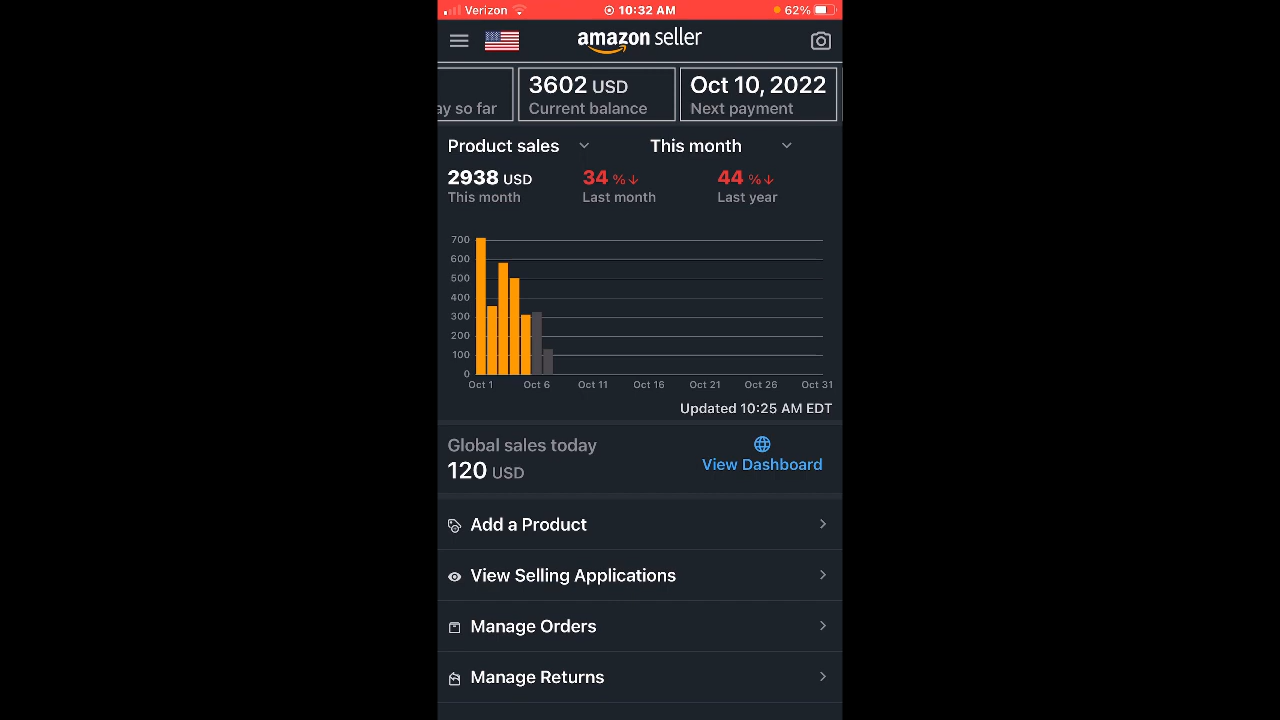 Verizon 10:32 AM 62%
amazon seller
3602 USD Oct 10, 2022
ay so far Current balance Next payment
Product sales This month
2938 USD 34 %↓ 44 %↓
This month Last month Last year
700
600
500
400
300
200
100
0
Oct 1 Oct 6 Oct 11 Oct 16 Oct 21 Oct 26 Oct 31
Updated 10:25 AM EDT
Global sales today
120 USD View Dashboard
Add a Product
View Selling Applications
Manage Orders
Manage Returns